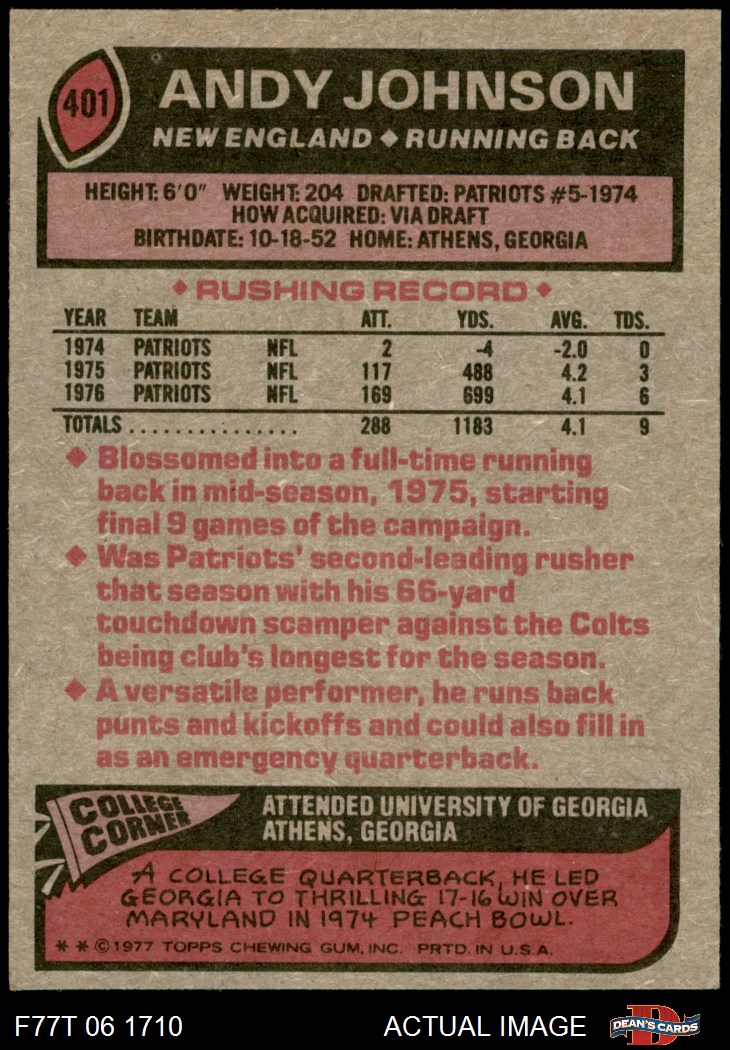 401
ANDY JOHNSON
NEW ENGLAND ◆ RUNNING BACK
HEIGHT: 6'0" WEIGHT: 204 DRAFTED: PATRIOTS #5-1974
HOW ACQUIRED: VIA DRAFT
BIRTHDATE: 10-18-52 HOME: ATHENS, GEORGIA
◆ RUSHING RECORD ◆
YEAR TEAM ATT. YDS. AVG. TDS.
1974 PATRIOTS NFL 2 -4 -2.0 0
1975 PATRIOTS NFL 117 488 4.2 3
1976 PATRIOTS NFL 169 699 4.1 6
TOTALS ............... 288 1183 4.1 9
◆ Blossomed into a full-time running
back in mid-season, 1975, starting
final 9 games of the campaign.
◆ Was Patriots' second-leading rusher
that season with his 66-yard
touchdown scamper against the Colts
being club's longest for the season.
◆ A versatile performer, he runs back
punts and kickoffs and could also fill in
as an emergency quarterback.
COLLEGE
CORNER
ATTENDED UNIVERSITY OF GEORGIA
ATHENS, GEORGIA
A COLLEGE QUARTERBACK, HE LED
GEORGIA TO THRILLING 17-16 WIN OVER
MARYLAND IN 1974 PEACH BOWL.
* * © 1977 TOPPS CHEWING GUM, INC. PRTD. IN U.S.A.
F77T 06 1710 ACTUAL IMAGE DEAN'S CARDS